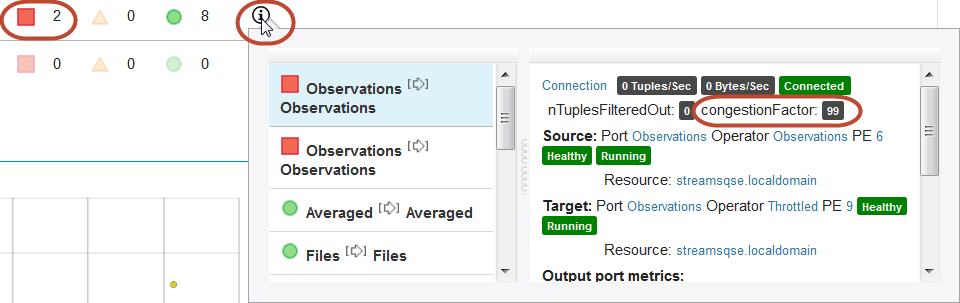 2 0 8
0 0 0
Observations
Observations
Observations
Observations
Averaged Averaged
Files Files
Connection 0 Tuples/Sec 0 Bytes/Sec Connected
nTuplesFilteredOut: 0 congestionFactor: 99
Source: Port Observations Operator Observations PE 6
Healthy Running
Resource: streamsqse.localdomain
Target: Port Observations Operator Throttled PE 9 Healthy
Running
Resource: streamsqse.localdomain
Output port metrics: